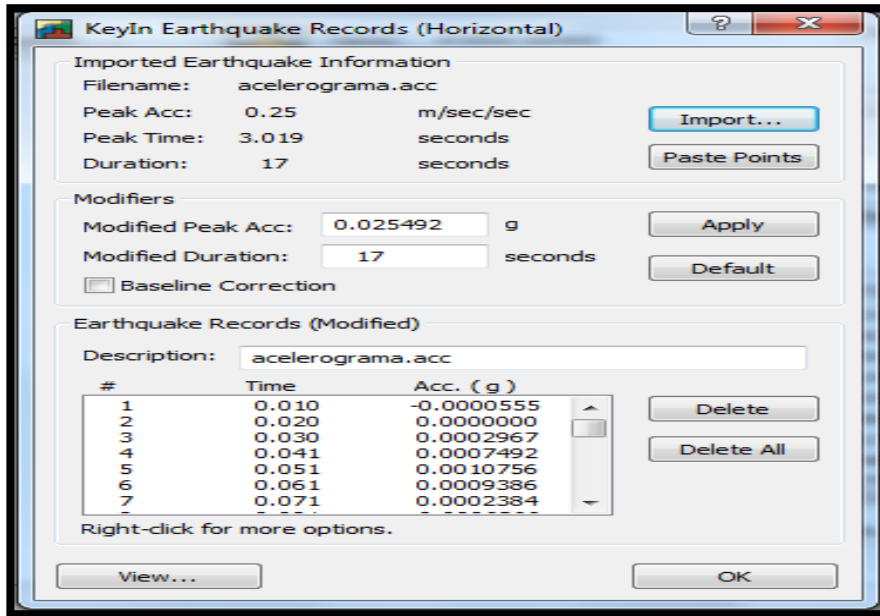 KeyIn Earthquake Records (Horizontal)
Imported Earthquake Information
Filename: acelerograma.acc
Peak Acc: 0.25 m/sec/sec
Import...
Peak Time: 3.019 seconds
Duration: 17 seconds
Paste Points
Modifiers
Modified Peak Acc: 0.025492 g
Apply
Modified Duration: 17 seconds
Default
Baseline Correction
Earthquake Records (Modified)
Description: acelerograma.acc
# Time Acc. ( g )
1 0.010 -0.0000555
2 0.020 0.0000000
3 0.030 0.0002967
4 0.041 0.0007492
5 0.051 0.0010756
6 0.061 0.0009386
7 0.071 0.0002384
Delete
Delete All
Right-click for more options.
View... OK